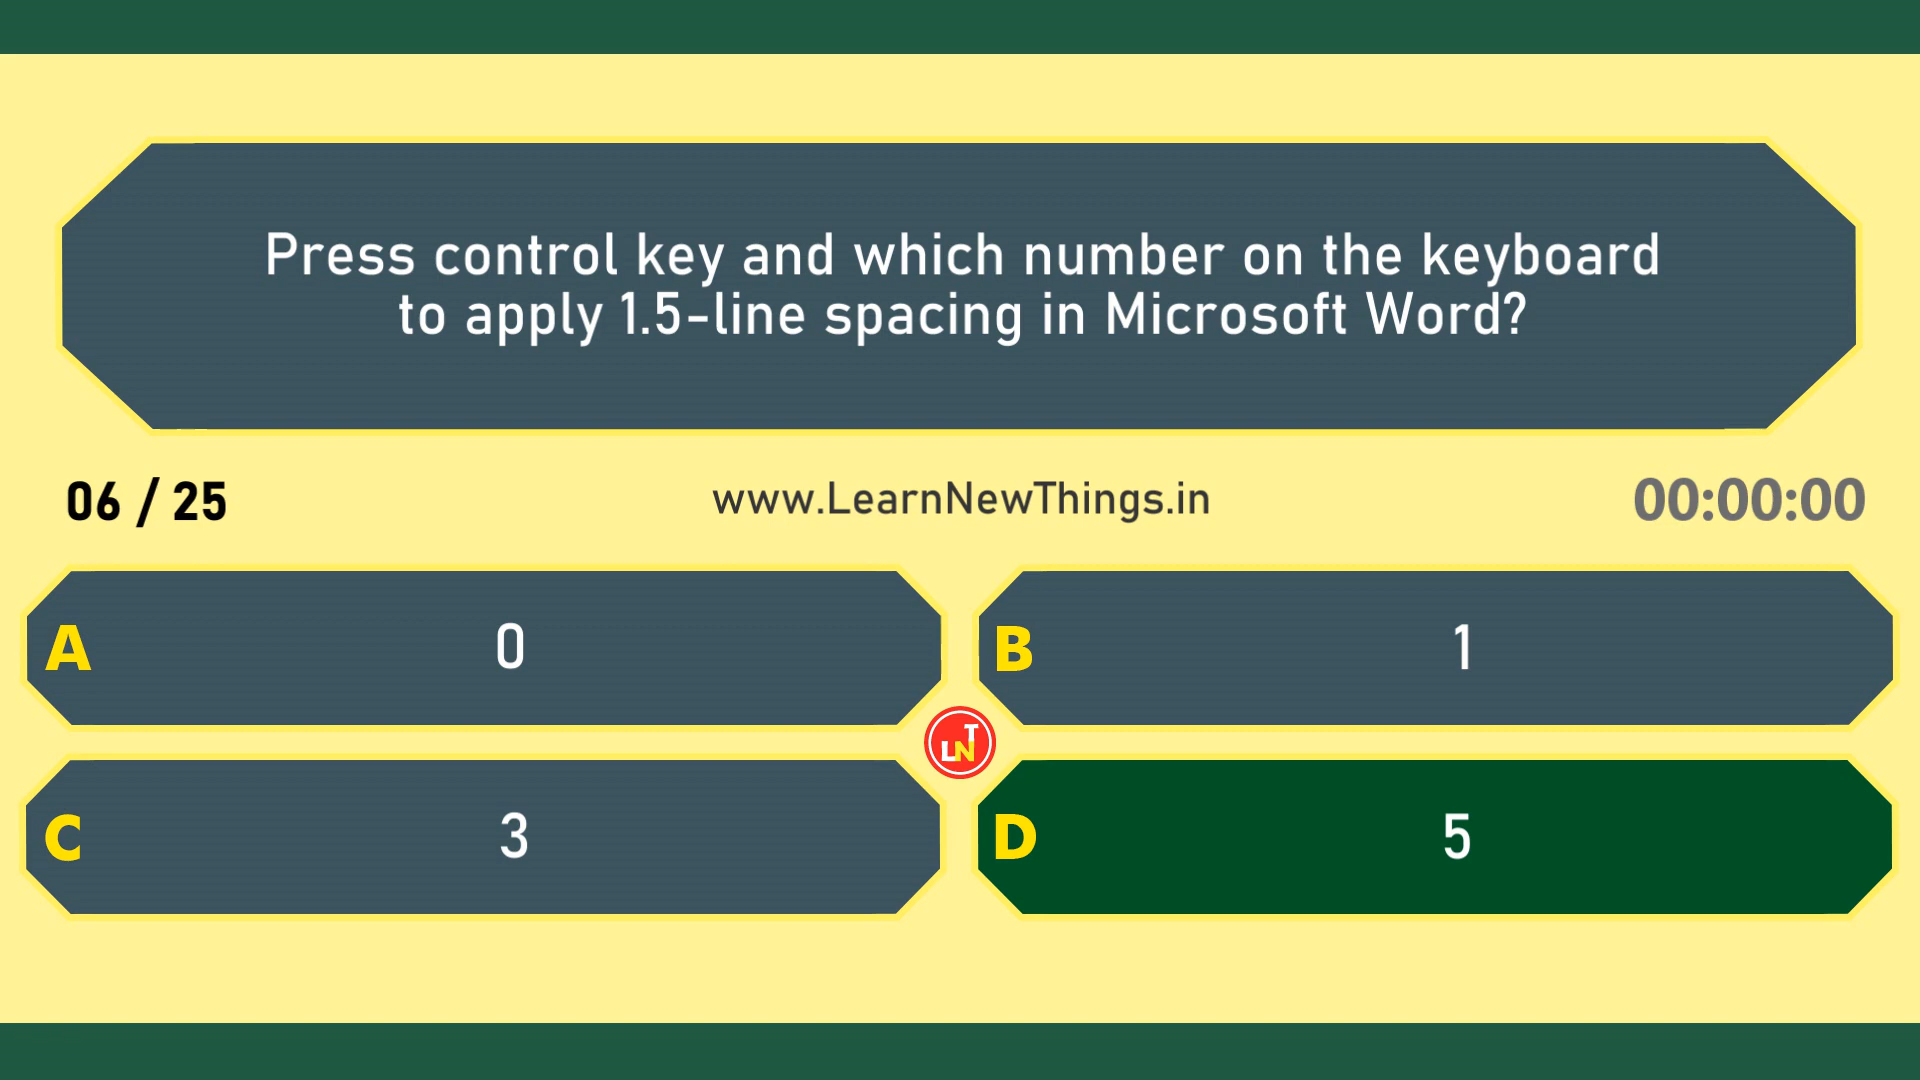 Press control key and which number on the keyboard
to apply 1.5-line spacing in Microsoft Word?
06 / 25
www.LearnNewThings.in
00:00:00
A 0
B 1
LNT
C 3
D 5